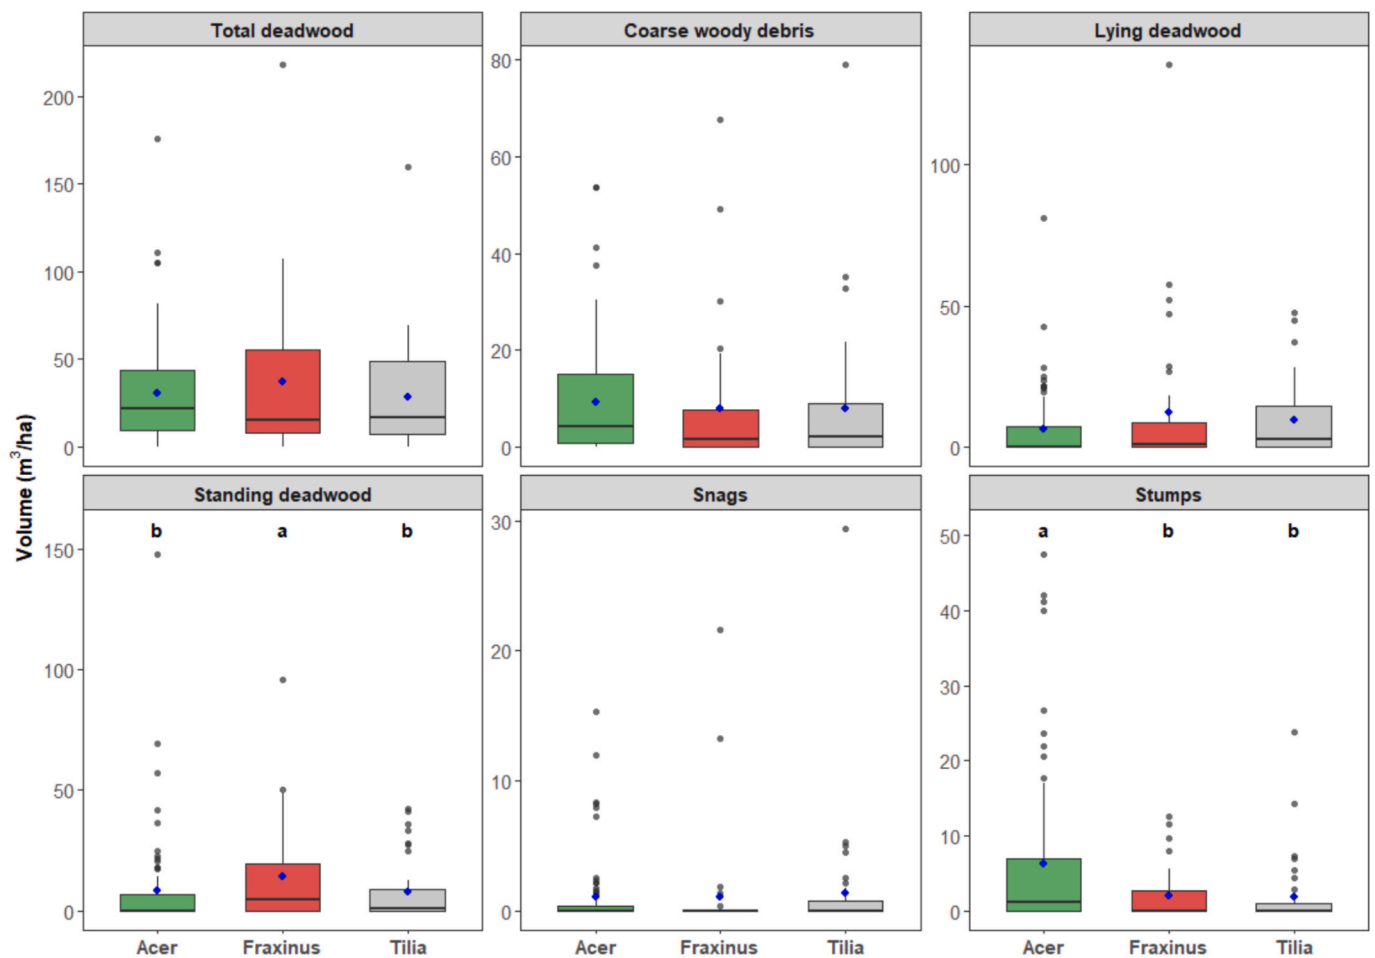 Total deadwood
Coarse woody debris
Lying deadwood
200
150
100
50
0
80
60
40
20
0
100
50
0
Volume (m³/ha)
Standing deadwood
Snags
Stumps
b a b
a b b
150
100
50
0
30
20
10
0
50
40
30
20
10
0
Acer Fraxinus Tilia
Acer Fraxinus Tilia
Acer Fraxinus Tilia